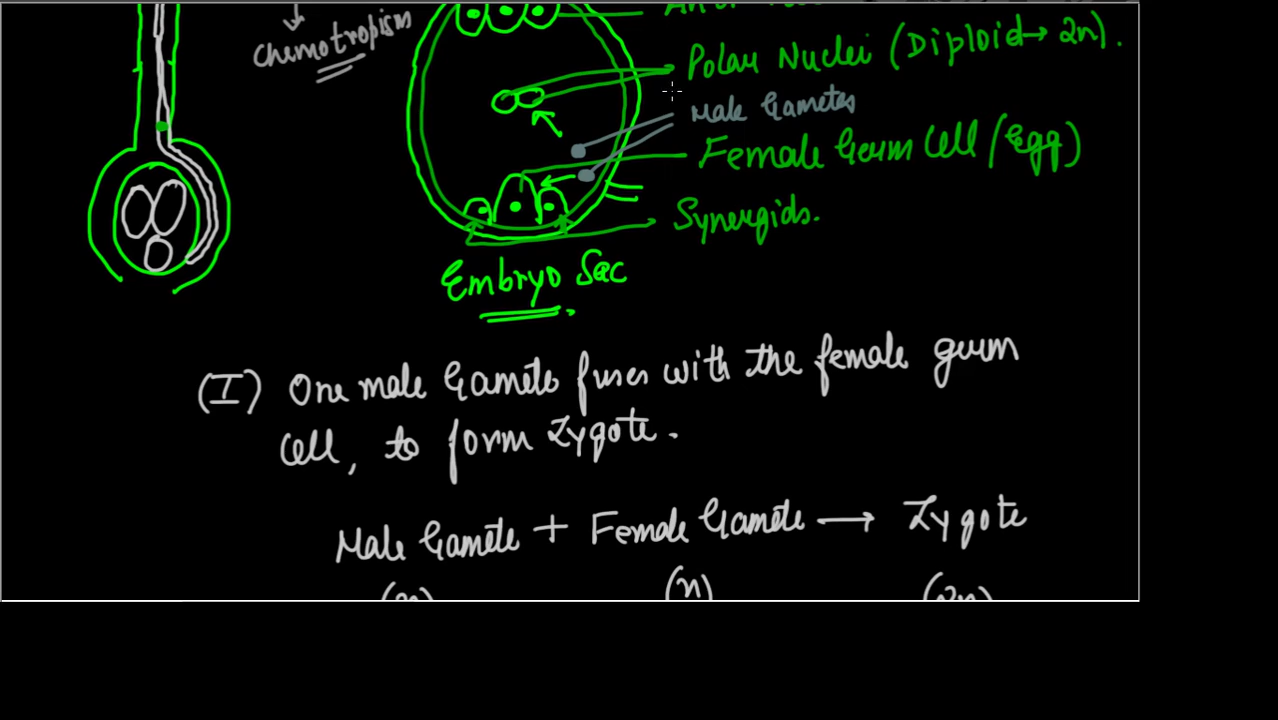 Chemotropism
Polar Nuclei (Diploid→ 2n).
Male Gametes
Female Germ Cell/(Egg)
Synergids.
Embryo Sac
(I) One male Gamete fuses with the female germ
cell, to form Zygote.
Male Gamete + Female Gamete → Zygote
(n) (2n)